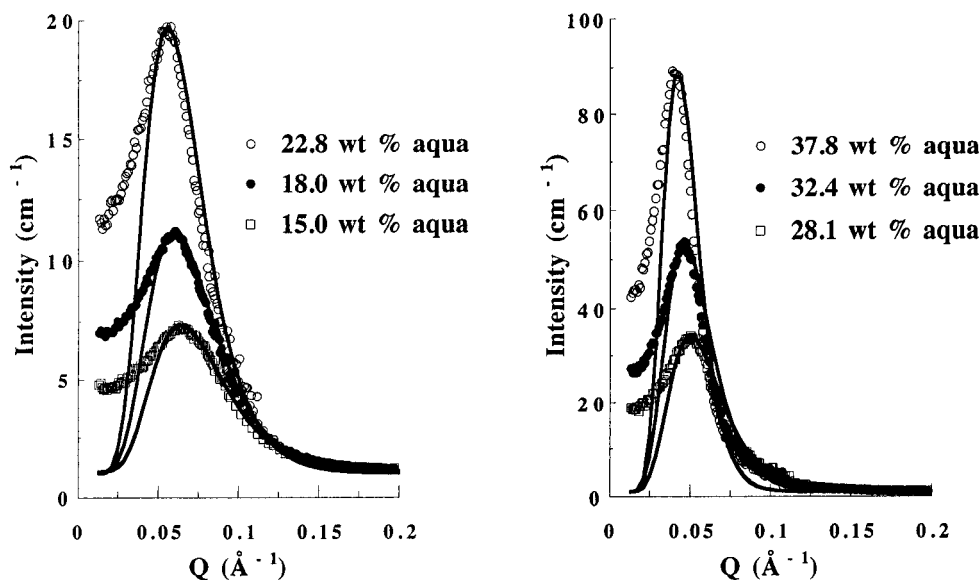 20
15
10
5
0
Intensity (cm -1)
22.8 wt % aqua
18.0 wt % aqua
15.0 wt % aqua
0 0.05 0.1 0.15 0.2
Q (Å-1)
100
80
60
40
20
0
Intensity (cm -1)
37.8 wt % aqua
32.4 wt % aqua
28.1 wt % aqua
0 0.05 0.1 0.15 0.2
Q (Å-1)